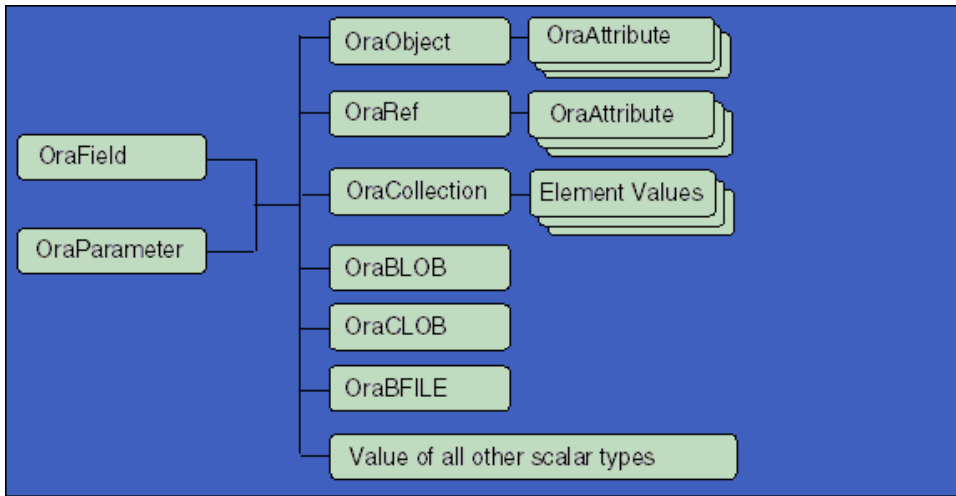 OraObject
OraAttribute
OraRef
OraAttribute
OraField
OraCollection
Element Values
OraParameter
OraBLOB
OraCLOB
OraBFILE
Value of all other scalar types